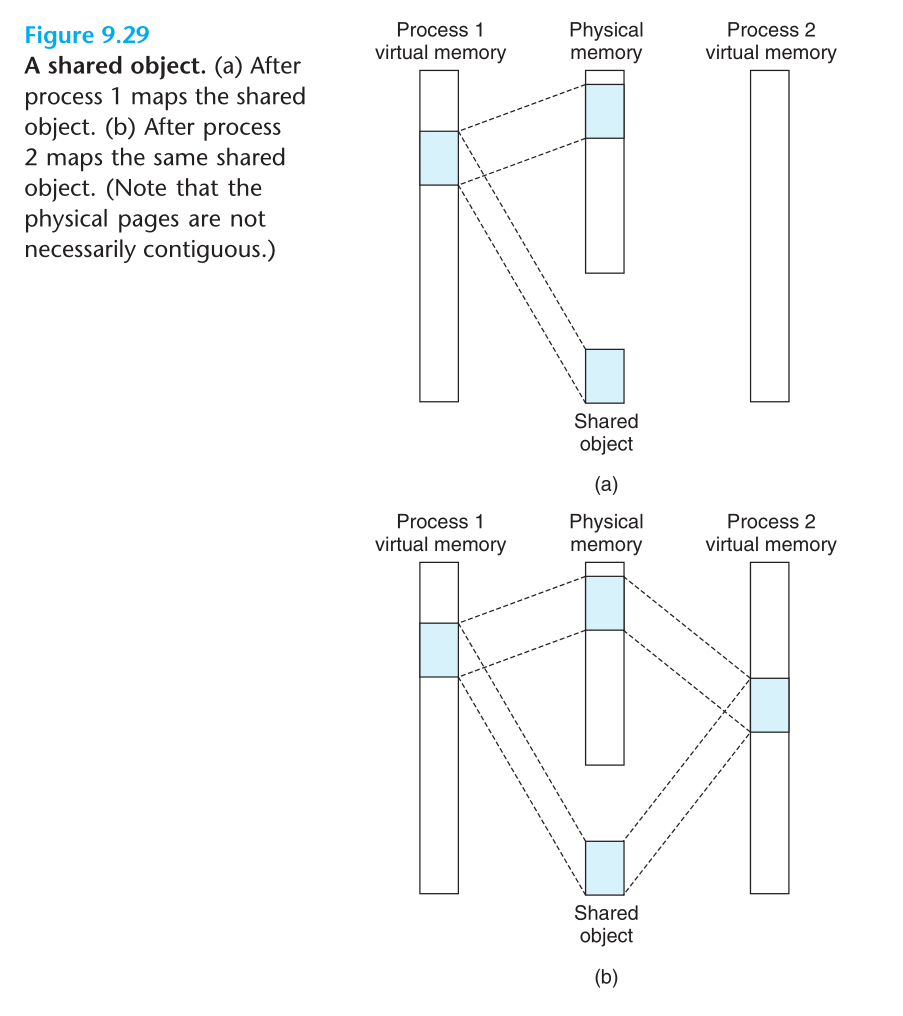 Figure 9.29
A shared object. (a) After
process 1 maps the shared
object. (b) After process
2 maps the same shared
object. (Note that the
physical pages are not
necessarily contiguous.)
Process 1
virtual memory
Physical
memory
Process 2
virtual memory
Shared
object
(a)
Process 1
virtual memory
Physical
memory
Process 2
virtual memory
Shared
object
(b)